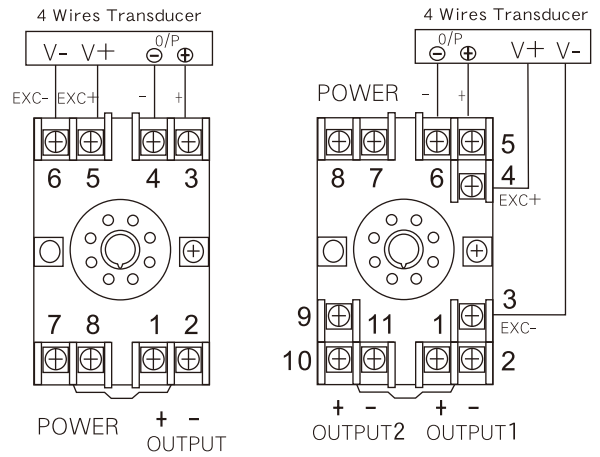 4 Wires Transducer
V- V+ O/P
- +
EXC- EXC+ - +
6 5 4 3
7 8 1 2
+ -
POWER
OUTPUT
4 Wires Transducer
O/P V+ V-
- +
POWER - +
8 7 6 5
4
EXC+
3
9 11 1
EXC-
10 2
+ - + -
OUTPUT2 OUTPUT1